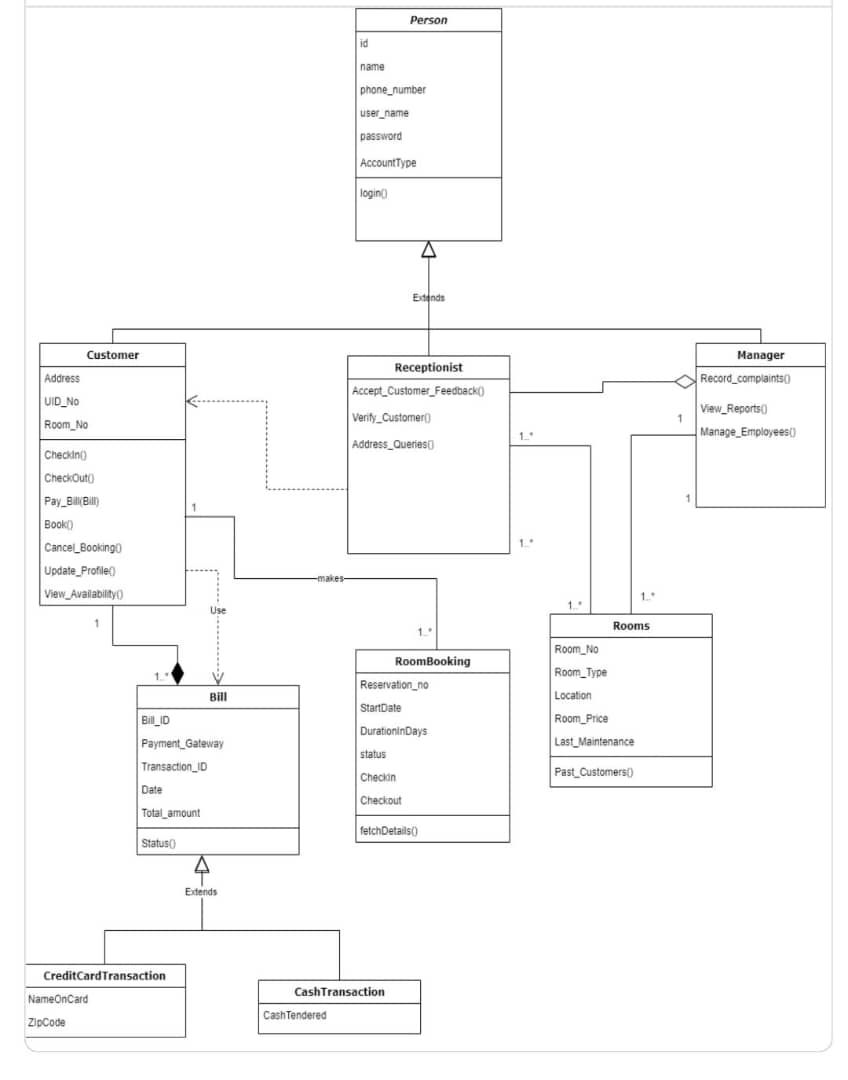 Person
id
name
phone_number
user_name
password
AccountType
login()
Extends
Customer
Address
UID_No
Room_No
CheckIn()
CheckOut()
Pay_Bill(Bill)
Book()
Cancel_Booking()
Update_Profile()
View_Availability()
Receptionist
Accept_Customer_Feedback()
Verify_Customer()
Address_Queries()
Manager
Record_complaints()
View_Reports()
Manage_Employees()
1
1..*
1
1
1..*
makes
Use
1..*
1..*
1
1..*
1..*
Rooms
Room_No
Room_Type
Location
Room_Price
Last_Maintenance
Past_Customers()
RoomBooking
Reservation_no
StartDate
DurationInDays
status
CheckIn
Checkout
fetchDetails()
Bill
Bill_ID
Payment_Gateway
Transaction_ID
Date
Total_amount
Status()
Extends
CreditCardTransaction
NameOnCard
ZipCode
CashTransaction
CashTendered